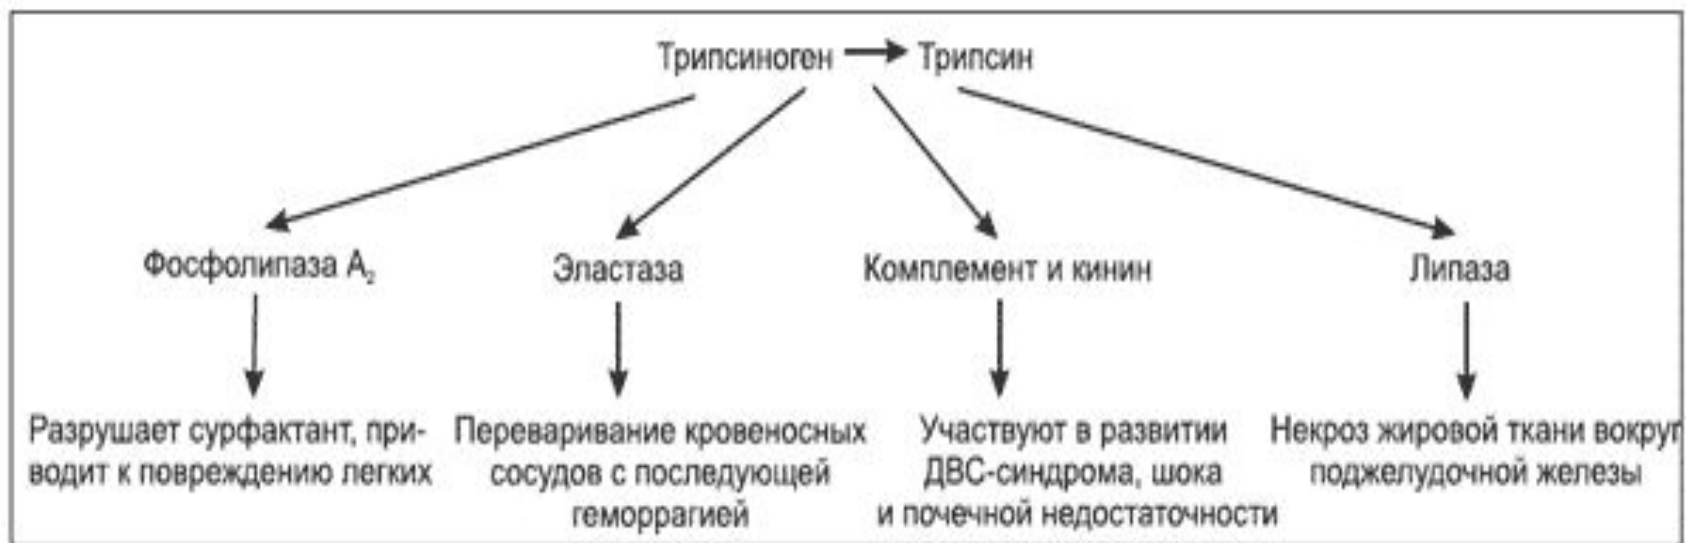 Трипсиноген → Трипсин
Фосфолипаза A₂
Эластаза
Комплемент и кинин
Липаза
Разрушает сурфактант, при-
водит к повреждению легких
Переваривание кровеносных
сосудов с последующей
геморрагией
Участвуют в развитии
ДВС-синдрома, шока
и почечной недостаточности
Некроз жировой ткани вокруг
поджелудочной железы